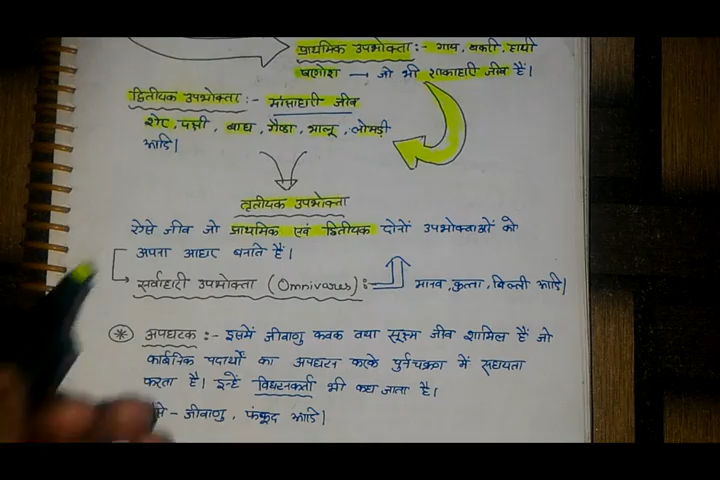 प्राथमिक उपभोक्ता :- गाय, बकरी, हाथी
खरगोश → जो भी शाकाहारी जीव हैं।
द्वितीयक उपभोक्ता :- मांसाहारी जीव
शेर, पक्षी, बाघ, गैंडा, भालू, लोमड़ी
आदि।
तृतीयक उपभोक्ता
ऐसे जीव जो प्राथमिक एवं द्वितीयक दोनों उपभोक्ताओं को
अपना आहार बनाते हैं।
सर्वाहारी उपभोक्ता (Omnivares) :- मानव, कुत्ता, बिल्ली आदि।
अपघटक :- इसमें जीवाणु कवक तथा सूक्ष्म जीव शामिल हैं जो
कार्बनिक पदार्थों का अपघटन करके पुर्नचक्रण में सहायता
करता है। इन्हें विघटनकर्ता भी कहा जाता है।
- जीवाणु, फंफूद आदि।